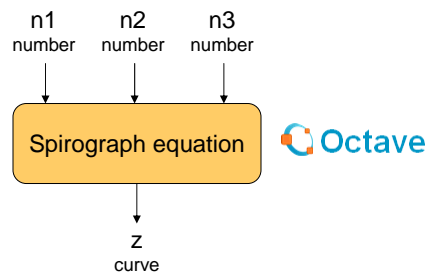 n1 n2 n3
number number number
Spirograph equation
Octave
z
curve